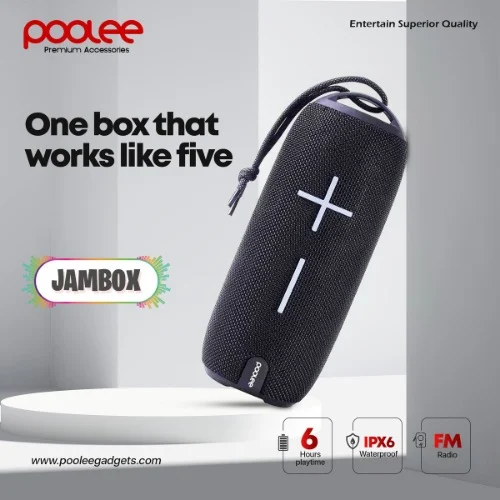 POOLEE
Premium Accessories
Entertain Superior Quality
One box that
works like five
JAMBOX
POOLEE
6
Hours
playtime
IPX6
Waterproof
FM
Radio
www.pooleegadgets.com